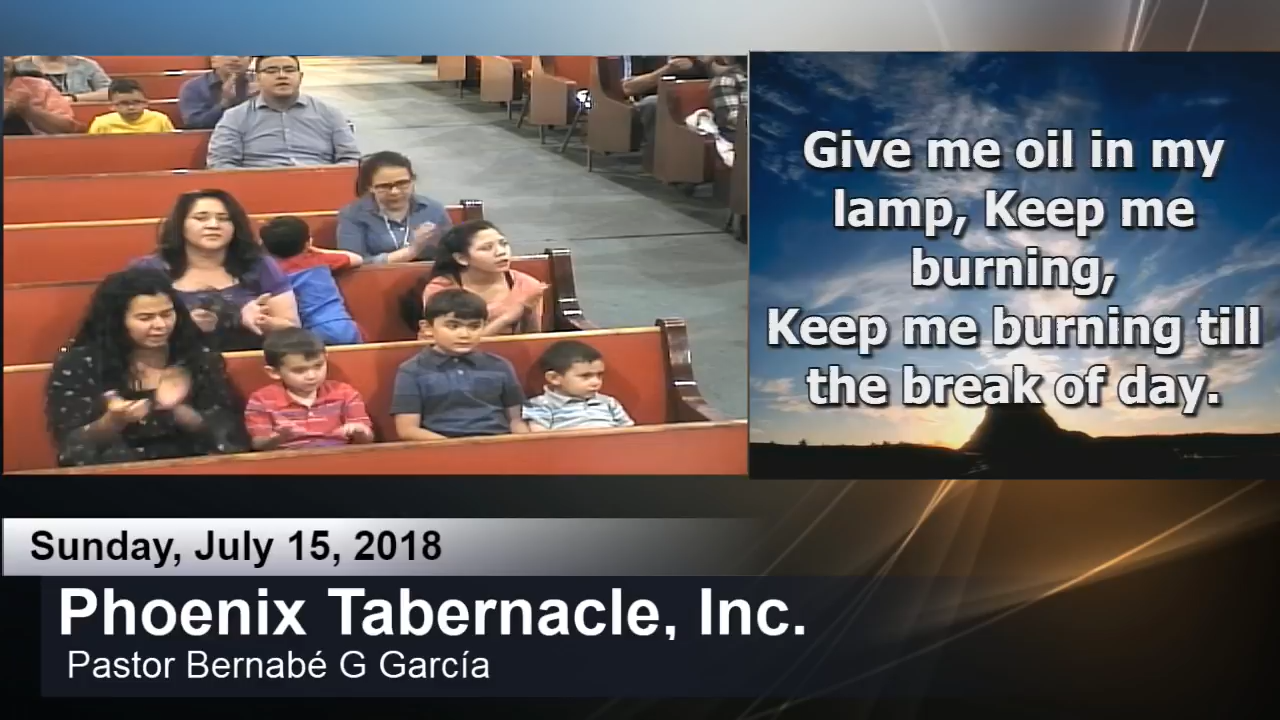 Give me oil in my
lamp, Keep me
burning,
Keep me burning till
the break of day.
Sunday, July 15, 2018
Phoenix Tabernacle, Inc.
Pastor Bernabé G García